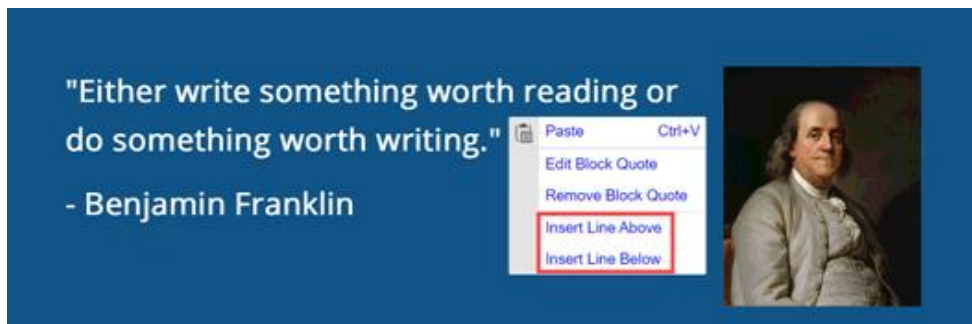 "Either write something worth reading or
do something worth writing."
- Benjamin Franklin
Paste Ctrl+V
Edit Block Quote
Remove Block Quote
Insert Line Above
Insert Line Below